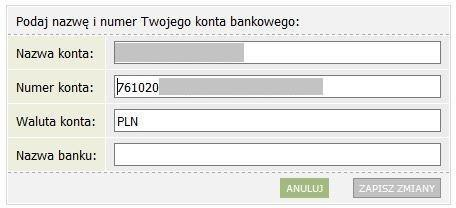 Podaj nazwę i numer Twojego konta bankowego:
Nazwa konta:
Numer konta: 761020
Waluta konta: PLN
Nazwa banku:
ANULUJ ZAPISZ ZMIANY